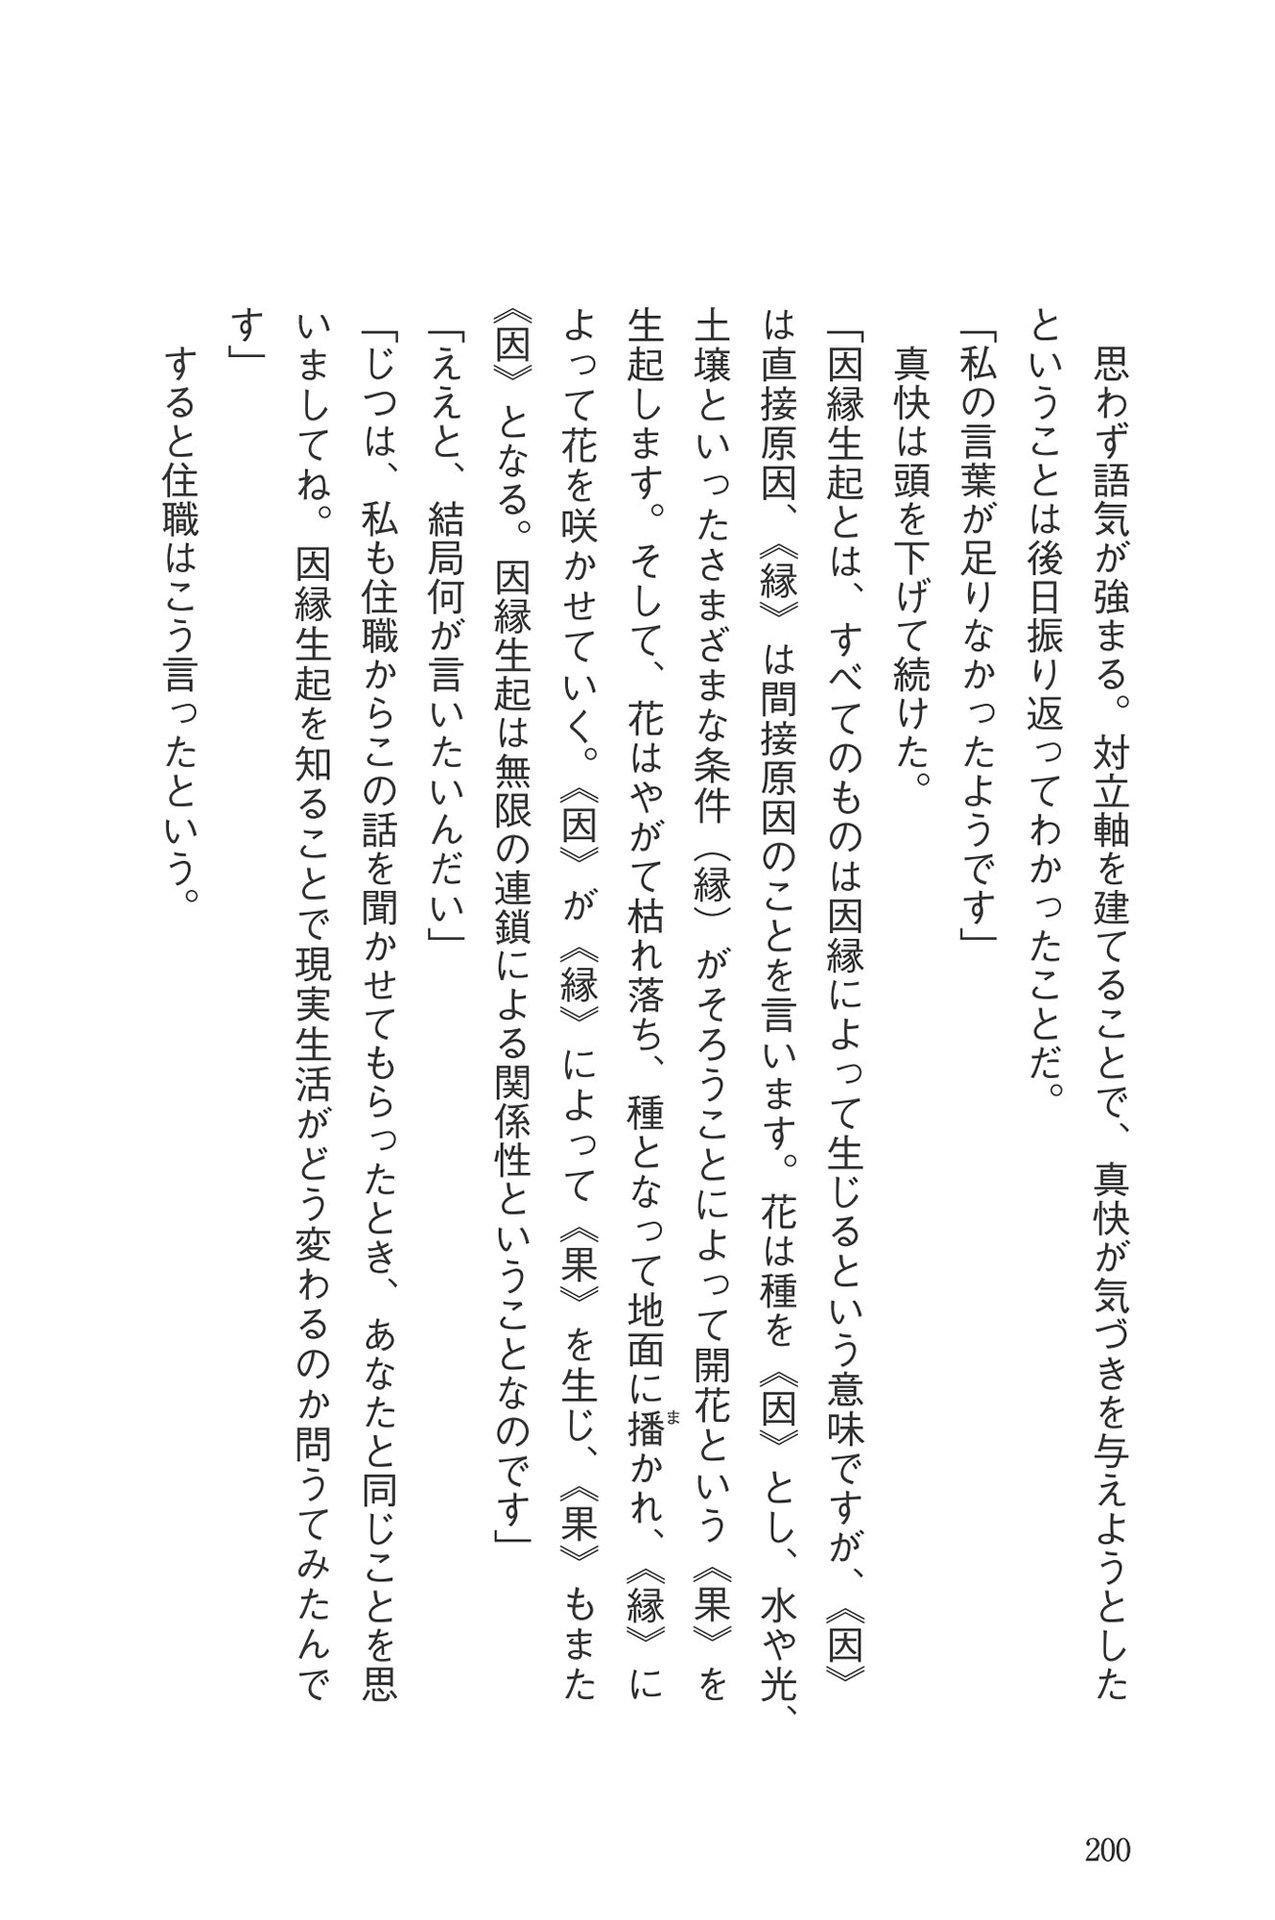 思わず語気が強まる。対立軸を建てることで、真快が気づきを与えようとした
ということは後日振り返ってわかったことだ。
「私の言葉が足りなかったようです」
　真快は頭を下げて続けた。
「因縁生起とは、すべてのものは因縁によって生じるという意味ですが、《因》
は直接原因、《縁》は間接原因のことを言います。花は種を《因》とし、水や光、
土壌といったさまざまな条件（縁）がそろうことによって開花という《果》を
生起します。そして、花はやがて枯れ落ち、種となって地面に播かれ、《縁》に
ま
よって花を咲かせていく。《因》が《縁》によって《果》を生じ、《果》もまた
《因》となる。因縁生起は無限の連鎖による関係性ということなのです」
「ええと、結局何が言いたいんだい」
「じつは、私も住職からこの話を聞かせてもらったとき、あなたと同じことを思
いましてね。因縁生起を知ることで現実生活がどう変わるのか問うてみたんで
す」
　すると住職はこう言ったという。
200